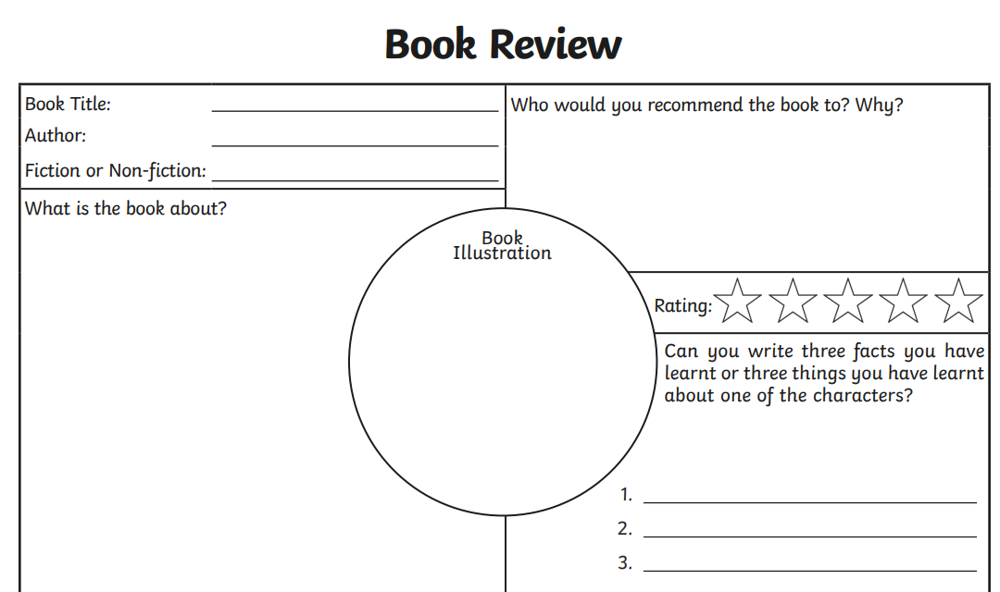 Book Review
Book Title:
Author:
Fiction or Non-fiction:
What is the book about?
Book
Illustration
Who would you recommend the book to? Why?
Rating:
Can you write three facts you have
learnt or three things you have learnt
about one of the characters?
1.
2.
3.